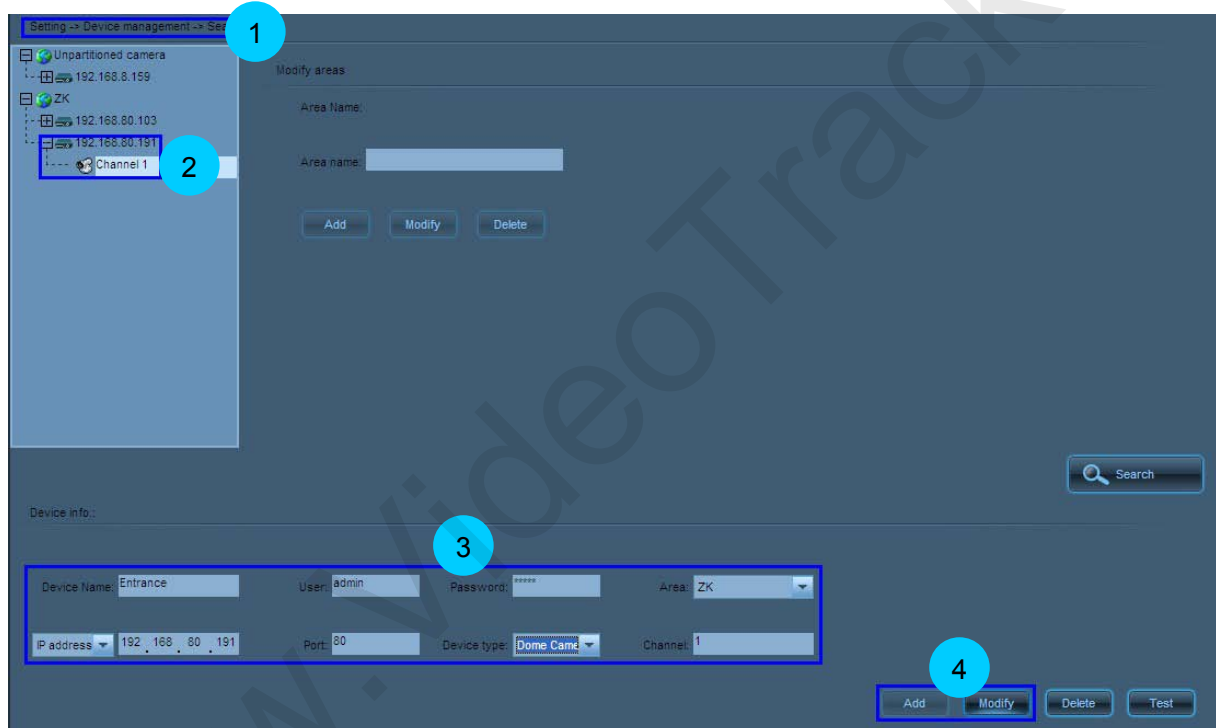 Setting -> Device management -> Sea
1
Unpartitioned camera
192.168.8.159
ZK
192.168.80.103
192.168.80.191
Channel 1
2
Modify areas
Area Name:
Area name:
Add Modify Delete
Search
Device info.:
3
Device Name: Entrance User: admin Password: ***** Area: ZK
IP address 192 . 168 . 80 . 191 Port: 80 Device type: Dome Came Channel: 1
4
Add Modify Delete Test
w.VideoTrack